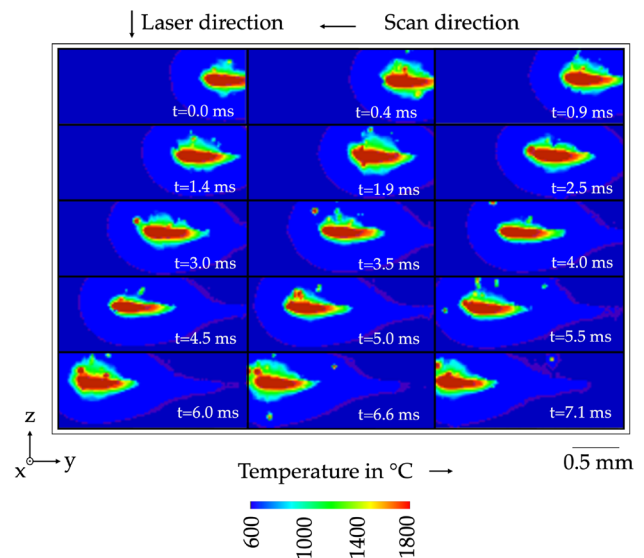 Laser direction
Scan direction
t=0.0 ms
t=0.4 ms
t=0.9 ms
t=1.4 ms
t=1.9 ms
t=2.5 ms
t=3.0 ms
t=3.5 ms
t=4.0 ms
t=4.5 ms
t=5.0 ms
t=5.5 ms
t=6.0 ms
t=6.6 ms
t=7.1 ms
z
x
y
0.5 mm
Temperature in °C
600
1000
1400
1800